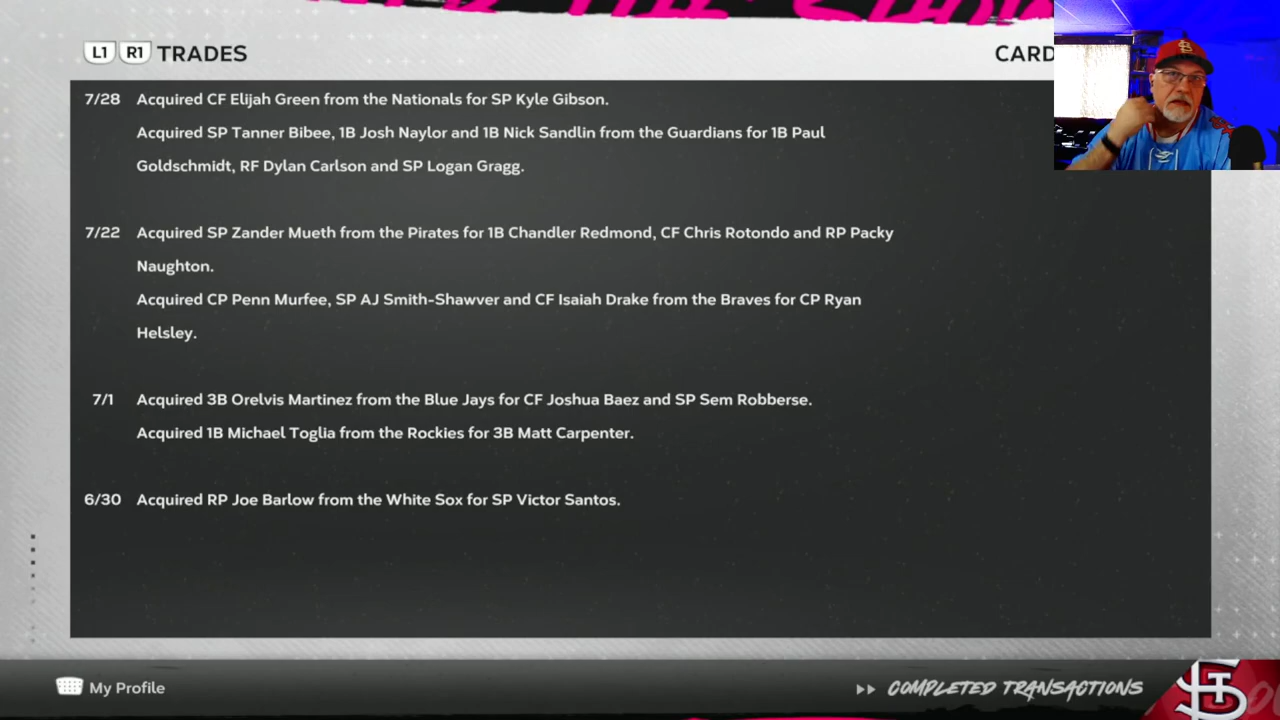 L1 R1 TRADES
CARD
7/28 Acquired CF Elijah Green from the Nationals for SP Kyle Gibson.
Acquired SP Tanner Bibee, 1B Josh Naylor and 1B Nick Sandlin from the Guardians for 1B Paul
Goldschmidt, RF Dylan Carlson and SP Logan Gragg.
7/22 Acquired SP Zander Mueth from the Pirates for 1B Chandler Redmond, CF Chris Rotondo and RP Packy
Naughton.
Acquired CP Penn Murfee, SP AJ Smith-Shawver and CF Isaiah Drake from the Braves for CP Ryan
Helsley.
7/1 Acquired 3B Orelvis Martinez from the Blue Jays for CF Joshua Baez and SP Sem Robberse.
Acquired 1B Michael Toglia from the Rockies for 3B Matt Carpenter.
6/30 Acquired RP Joe Barlow from the White Sox for SP Victor Santos.
My Profile
COMPLETED TRANSACTIONS
STL